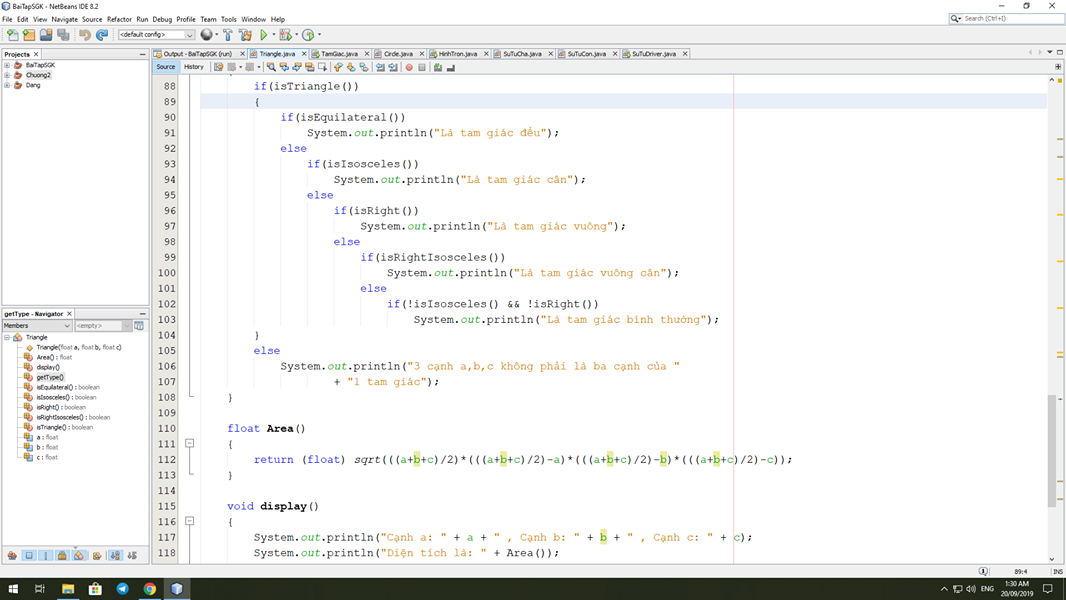 BaiTapSGK - NetBeans IDE 8.2
File Edit View Navigate Source Refactor Run Debug Profile Team Tools Window Help
Search (Ctrl+I)
<default config>
Projects
BaiTapSGK
Chuong2
Dang
Output - BaiTapSGK (run) Triangle.java TamGiac.java Circle.java HinhTron.java SuTuCha.java SuTuCon.java SuTuDriver.java
Source History
88 if(isTriangle())
89 {
90 if(isEquilateral())
91 System.out.println("Là tam giác đều");
92 else
93 if(isIsosceles())
94 System.out.println("Là tam giác cân");
95 else
96 if(isRight())
97 System.out.println("Là tam giác vuông");
98 else
99 if(isRightIsosceles())
100 System.out.println("Là tam giác vuông cân");
101 else
102 if(!isIsosceles() && !isRight())
103 System.out.println("Là tam giác bình thường");
104 }
105 else
106 System.out.println("3 cạnh a,b,c không phải là ba cạnh của "
107 + "1 tam giác");
108 }
109
110 float Area()
111 {
112 return (float) sqrt(((a+b+c)/2)*(((a+b+c)/2)-a)*(((a+b+c)/2)-b)*(((a+b+c)/2)-c));
113 }
114
115 void display()
116 {
117 System.out.println("Cạnh a: " + a + " , Cạnh b: " + b + " , Cạnh c: " + c);
118 System.out.println("Diện tích là: " + Area());
getType - Navigator
Members <empty>
Triangle
Triangle(float a, float b, float c)
Area() : float
display()
getType()
isEquilateral() : boolean
isIsosceles() : boolean
isRight() : boolean
isRightIsosceles() : boolean
isTriangle() : boolean
a : float
b : float
c : float
1 89:4 INS
ENG
1:30 AM
20/09/2019